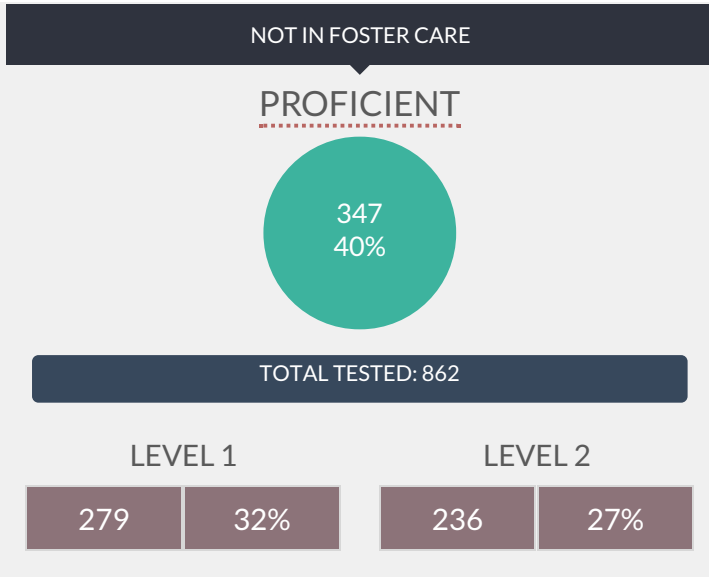 NOT IN FOSTER CARE
PROFICIENT
347
40%
TOTAL TESTED: 862
LEVEL 1 LEVEL 2
279 32% 236 27%